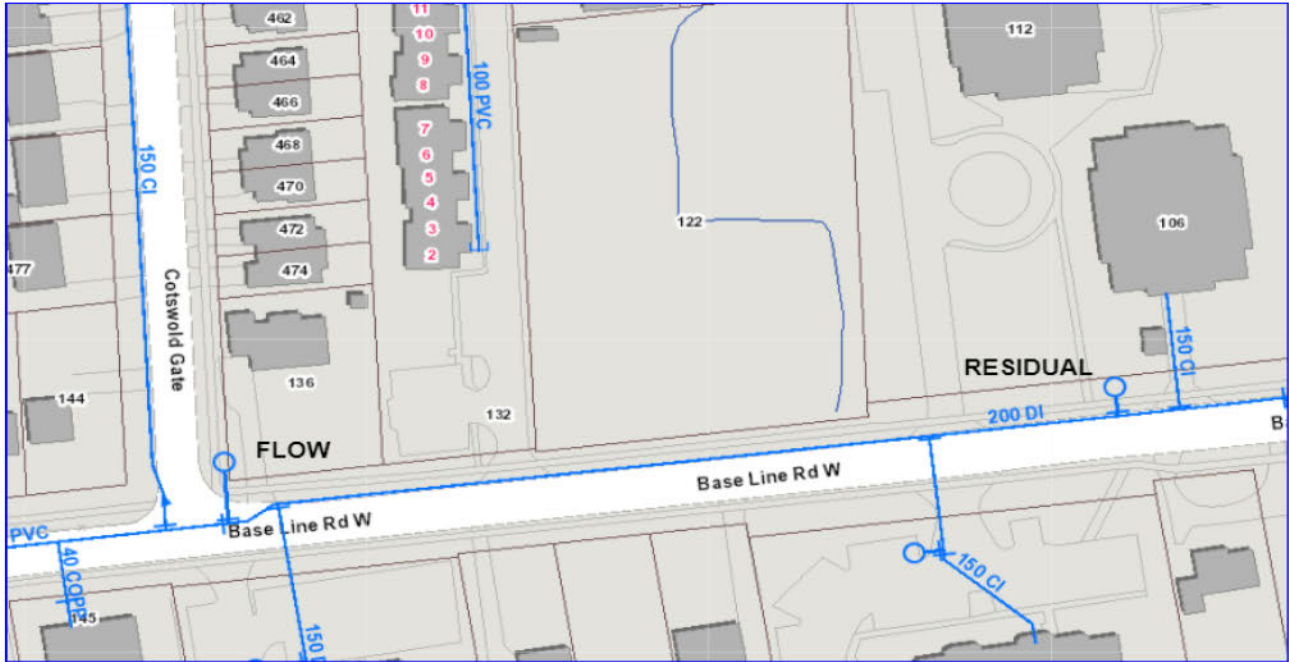 462
11
10
464
9
8
466
100 PVC
112
150 CI
7
468
6
5
470
4
472
3
2
474
477
122
106
Cotswold Gate
136
132
144
150 CI
RESIDUAL
200 DI
FLOW
Base Line Rd W
Base Line Rd W
PVC
40 COPP
145
150 CI